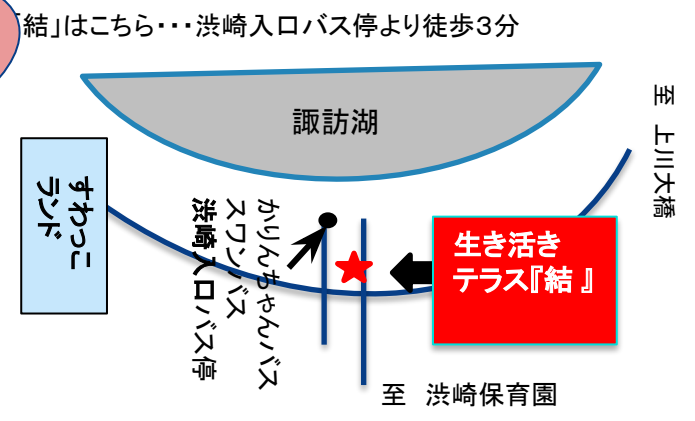 「結」はこちら・・・渋崎入口バス停より徒歩3分
諏訪湖
至 上川大橋
すわっこ
ランド
かりんちゃんバス
スワンバス
渋崎入口バス停
生き活き
テラス『結 』
至 渋崎保育園